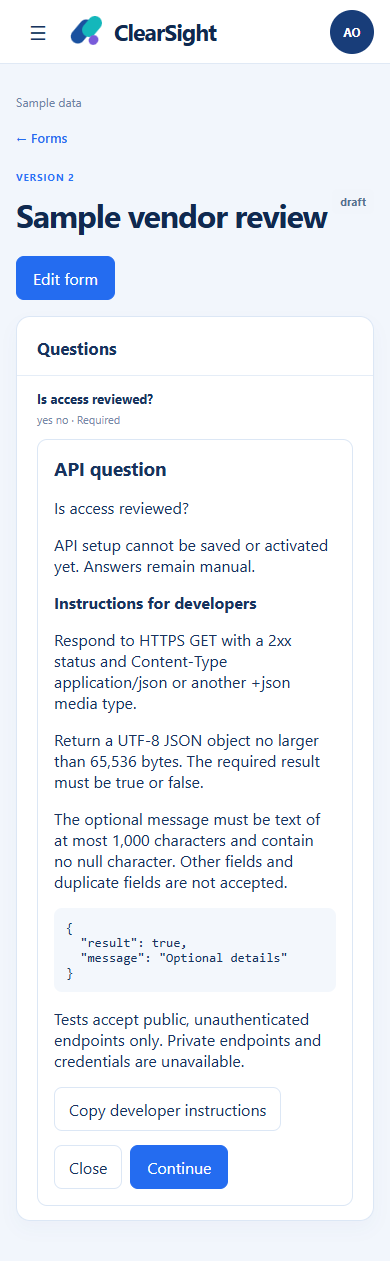 ☰ ClearSight AO
Sample data
← Forms
VERSION 2
Sample vendor review draft
Edit form
Questions
Is access reviewed?
yes no · Required
API question
Is access reviewed?
API setup cannot be saved or activated
yet. Answers remain manual.
Instructions for developers
Respond to HTTPS GET with a 2xx
status and Content-Type
application/json or another +json
media type.
Return a UTF-8 JSON object no larger
than 65,536 bytes. The required result
must be true or false.
The optional message must be text of
at most 1,000 characters and contain
no null character. Other fields and
duplicate fields are not accepted.
{
  "result": true,
  "message": "Optional details"
}
Tests accept public, unauthenticated
endpoints only. Private endpoints and
credentials are unavailable.
Copy developer instructions
Close Continue